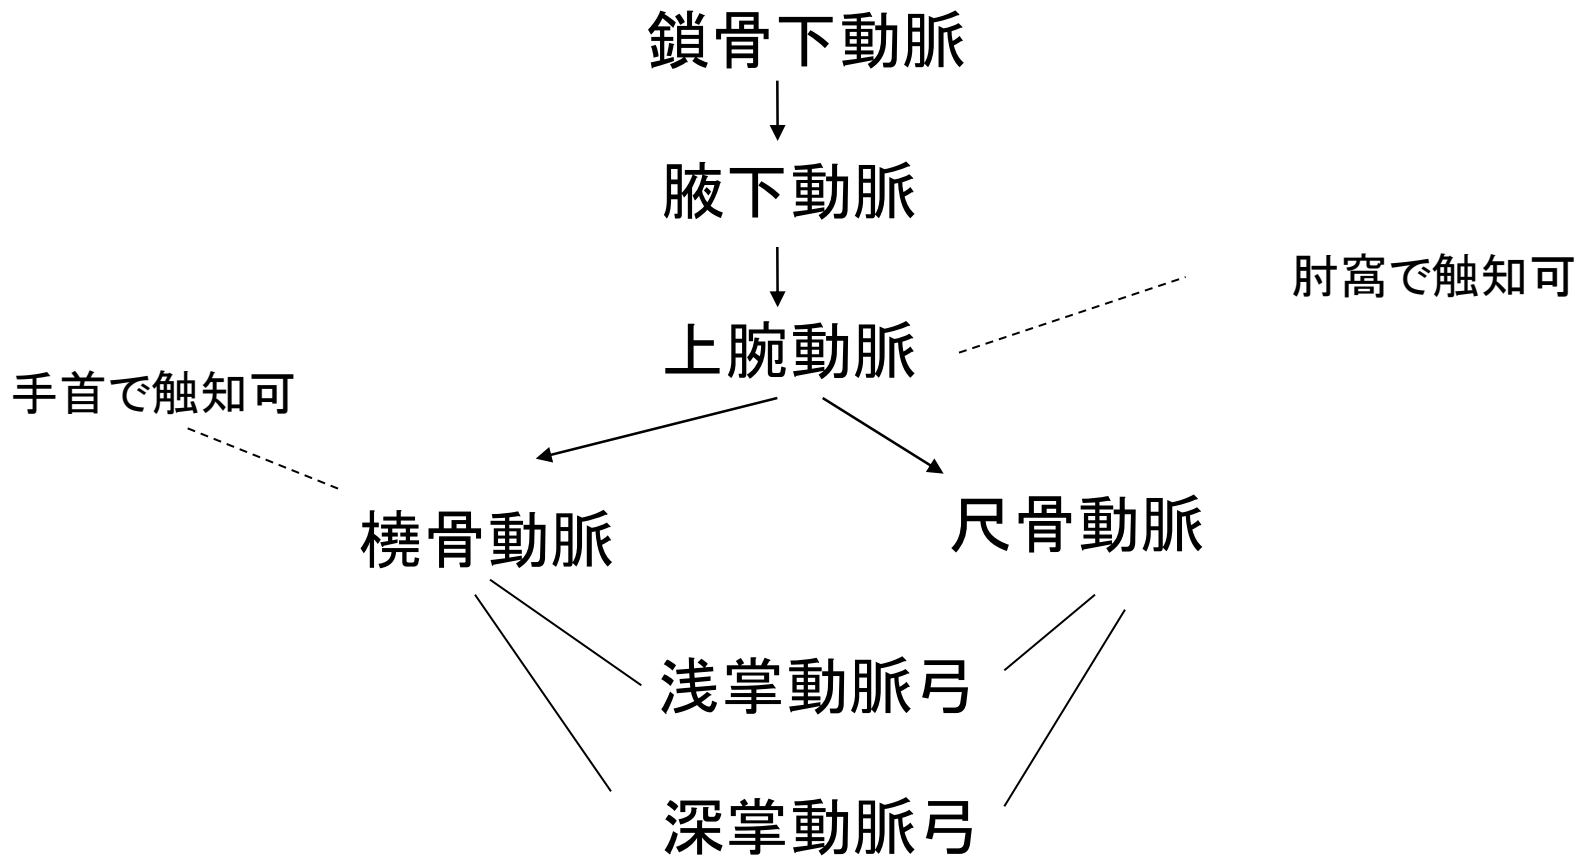 鎖骨下動脈
腋下動脈
肘窩で触知可
上腕動脈
手首で触知可
尺骨動脈
橈骨動脈
浅掌動脈弓
深掌動脈弓